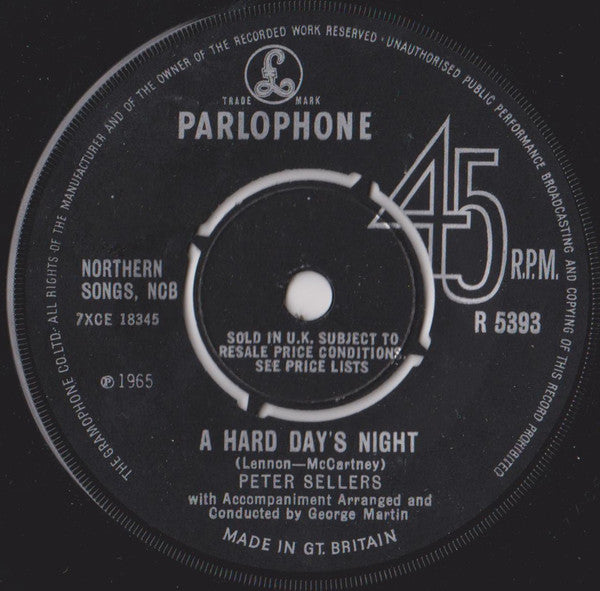 THE GRAMOPHONE CO LTD· ALL RIGHTS OF THE MANUFACTURER AND OF THE OWNER OF THE RECORDED WORK RESERVED · UNAUTHORISED PUBLIC PERFORMANCE BROADCASTING AND COPYING OF THIS RECORD PROHIBITED
£
TRADE MARK
PARLOPHONE
45
R.P.M.
NORTHERN
SONGS, NCB
7XCE 18345
R 5393
SOLD IN U.K. SUBJECT TO
RESALE PRICE CONDITIONS,
SEE PRICE LISTS
℗ 1965
A HARD DAY'S NIGHT
(Lennon—McCartney)
PETER SELLERS
with Accompaniment Arranged and
Conducted by George Martin
MADE IN GT. BRITAIN